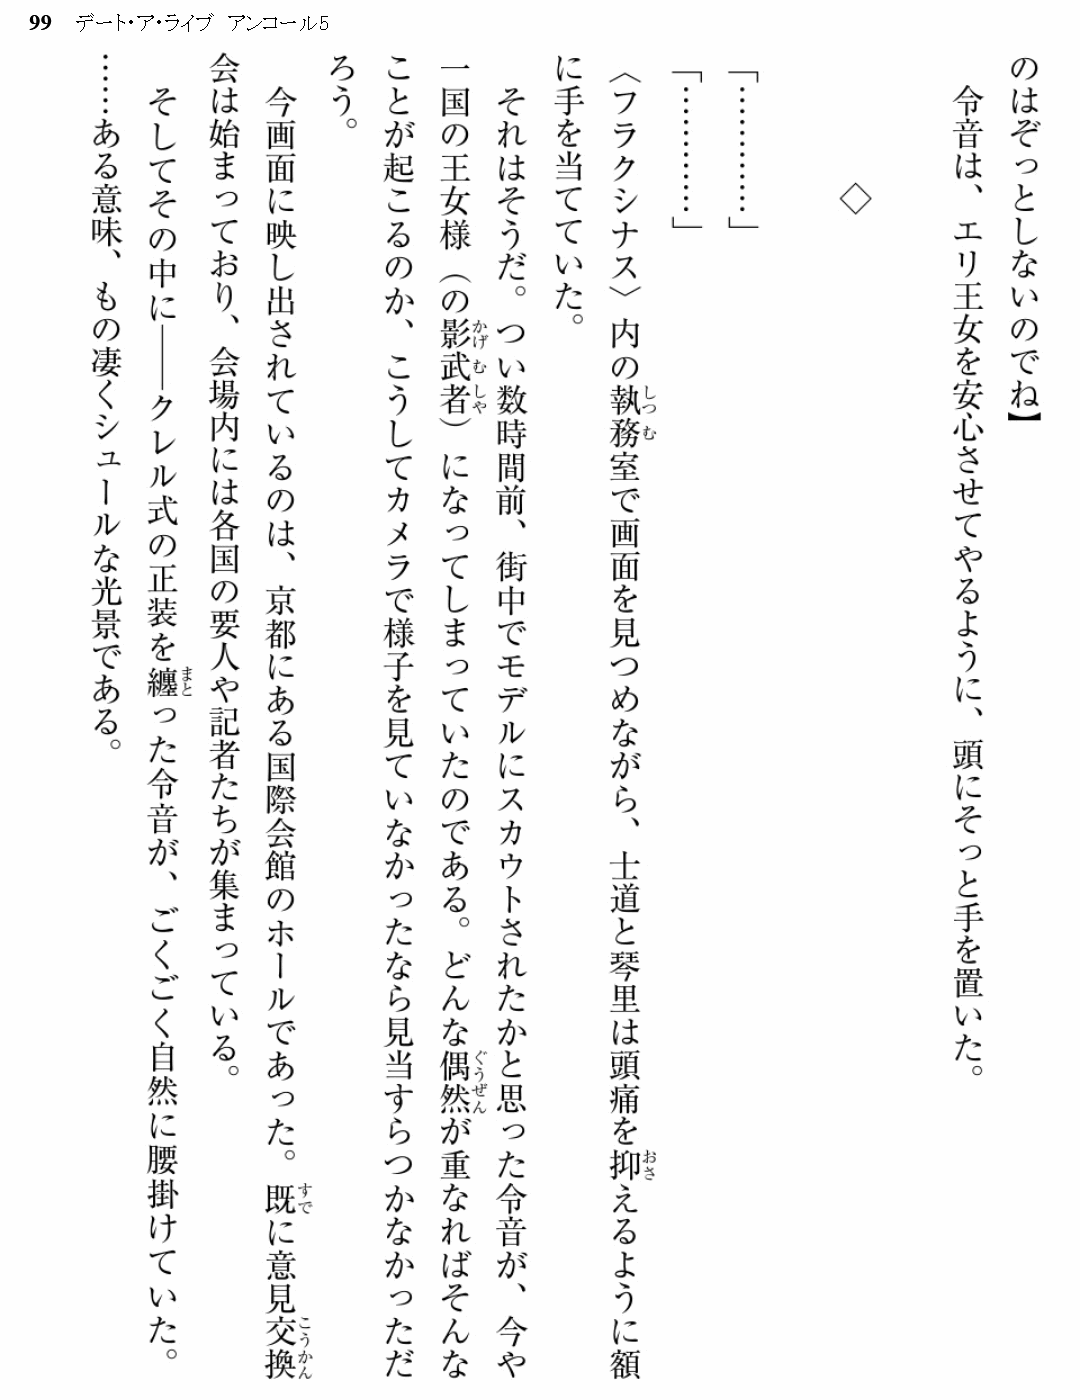 99 デート・ア・ライブ アンコール5
のはぞっとしないのでね】
　令音は、エリ王女を安心させてやるように、頭にそっと手を置いた。
◇
「…………」
「…………」
〈フラクシナス〉内の執務室で画面を見つめながら、士道と琴里は頭痛を抑えるように額
に手を当てていた。
　それはそうだ。つい数時間前、街中でモデルにスカウトされたかと思った令音が、今や
一国の王女様（の影武者）になってしまっていたのである。どんな偶然が重なればそんな
ことが起こるのか、こうしてカメラで様子を見ていなかったなら見当すらつかなかっただ
ろう。
　今画面に映し出されているのは、京都にある国際会館のホールであった。既に意見交換
会は始まっており、会場内には各国の要人や記者たちが集まっている。
　そしてその中に――クレル式の正装を纏った令音が、ごくごく自然に腰掛けていた。
……ある意味、もの凄くシュールな光景である。